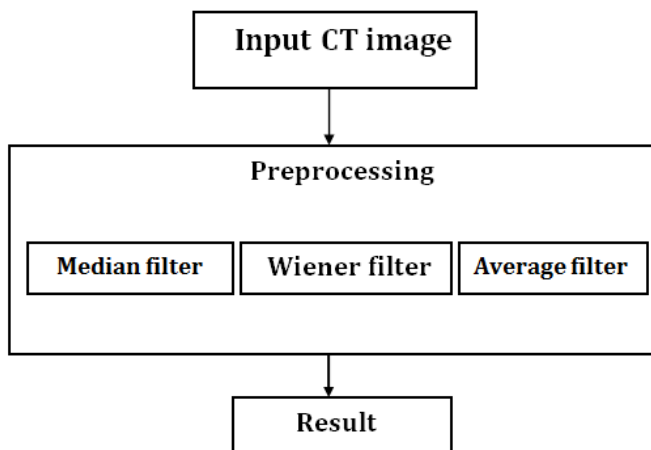 Input CT image
Preprocessing
Median filter
Wiener filter
Average filter
Result